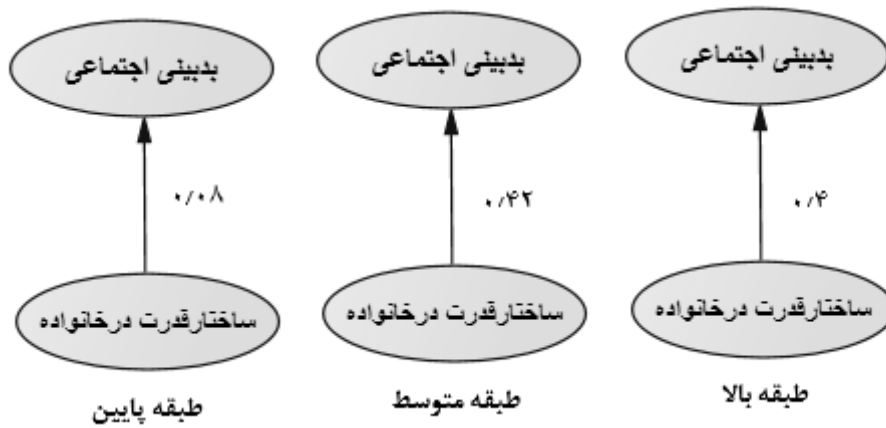 بدبینی اجتماعی
بدبینی اجتماعی
بدبینی اجتماعی
۰/۴
۰/۴۲
۰/۰۸
ساختارقدرت درخانواده
ساختارقدرت درخانواده
ساختارقدرت درخانواده
طبقه بالا
طبقه متوسط
طبقه پایین